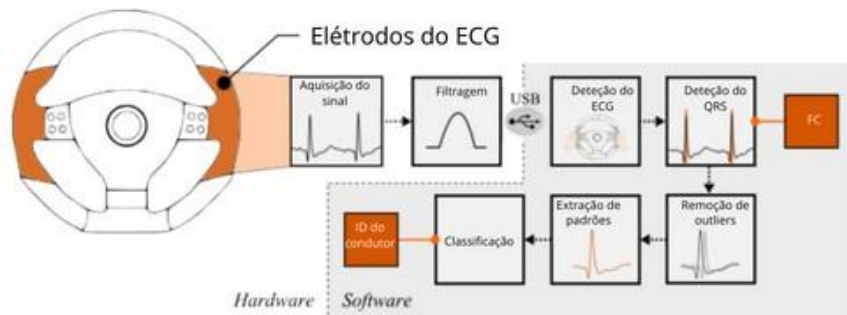 Elétrodos do ECG
Aquisição do
sinal
Filtragem
USB
Deteção do
ECG
Deteção do
QRS
FC
ID do
condutor
Classificação
Extração de
padrões
Remoção de
outliers
Hardware
Software